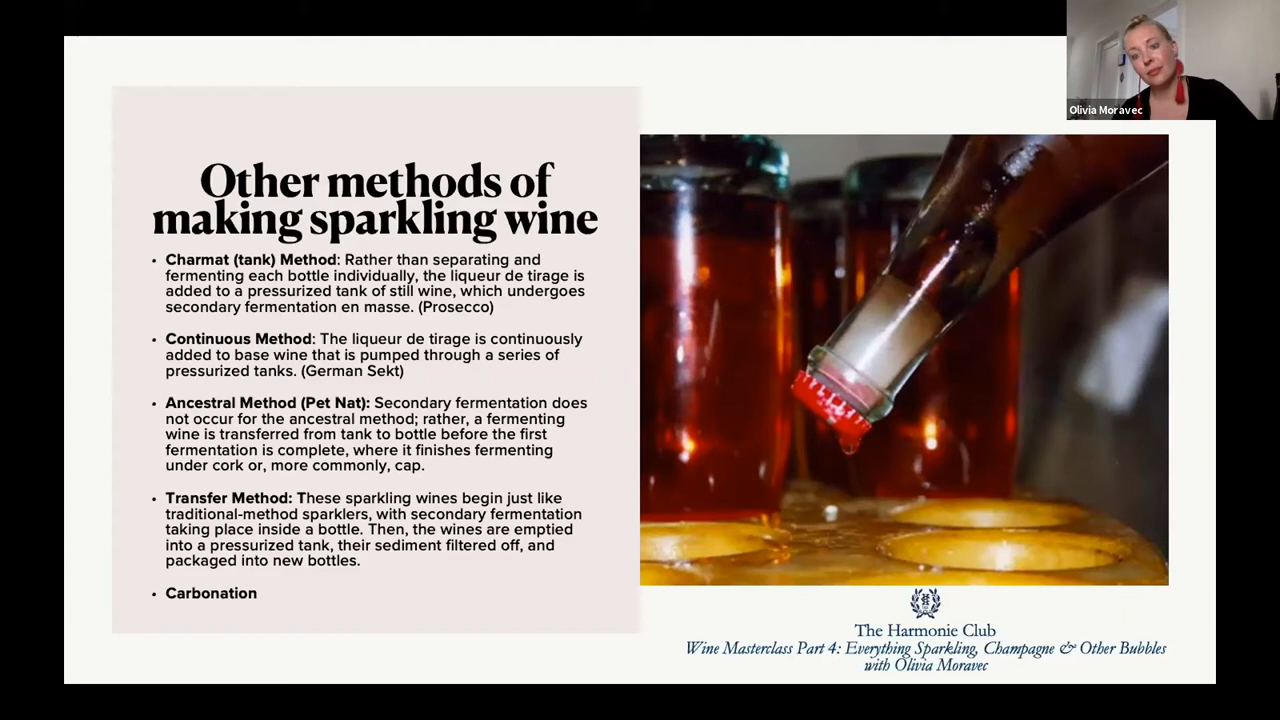 Olivia Moravec
Other methods of
making sparkling wine
• Charmat (tank) Method: Rather than separating and
fermenting each bottle individually, the liqueur de tirage is
added to a pressurized tank of still wine, which undergoes
secondary fermentation en masse. (Prosecco)
• Continuous Method: The liqueur de tirage is continuously
added to base wine that is pumped through a series of
pressurized tanks. (German Sekt)
• Ancestral Method (Pet Nat): Secondary fermentation does
not occur for the ancestral method; rather, a fermenting
wine is transferred from tank to bottle before the first
fermentation is complete, where it finishes fermenting
under cork or, more commonly, cap.
• Transfer Method: These sparkling wines begin just like
traditional-method sparklers, with secondary fermentation
taking place inside a bottle. Then, the wines are emptied
into a pressurized tank, their sediment filtered off, and
packaged into new bottles.
• Carbonation
The Harmonie Club
Wine Masterclass Part 4: Everything Sparkling, Champagne & Other Bubbles
with Olivia Moravec